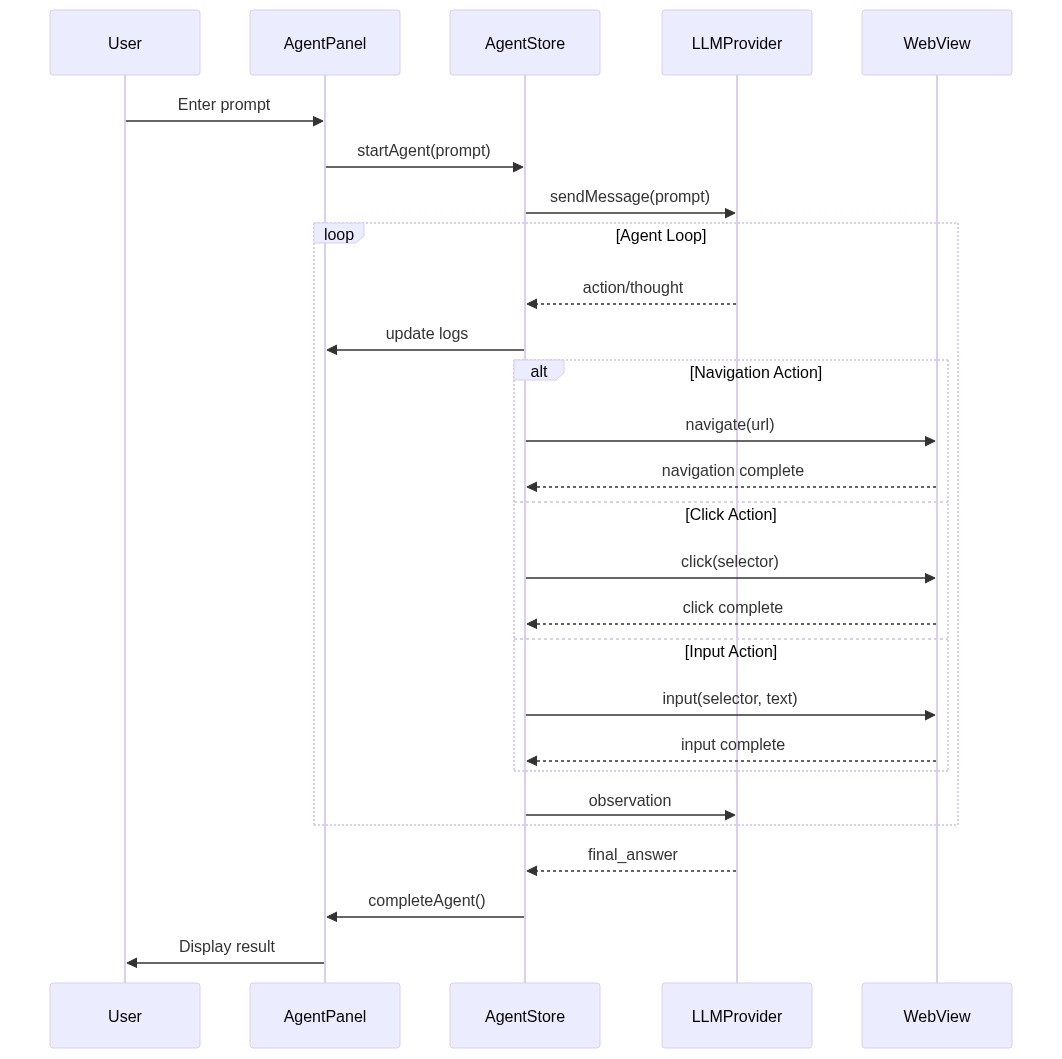 User
AgentPanel
AgentStore
LLMProvider
WebView
Enter prompt
startAgent(prompt)
sendMessage(prompt)
loop
[Agent Loop]
action/thought
update logs
alt
[Navigation Action]
navigate(url)
navigation complete
[Click Action]
click(selector)
click complete
[Input Action]
input(selector, text)
input complete
observation
final_answer
completeAgent()
Display result
User
AgentPanel
AgentStore
LLMProvider
WebView